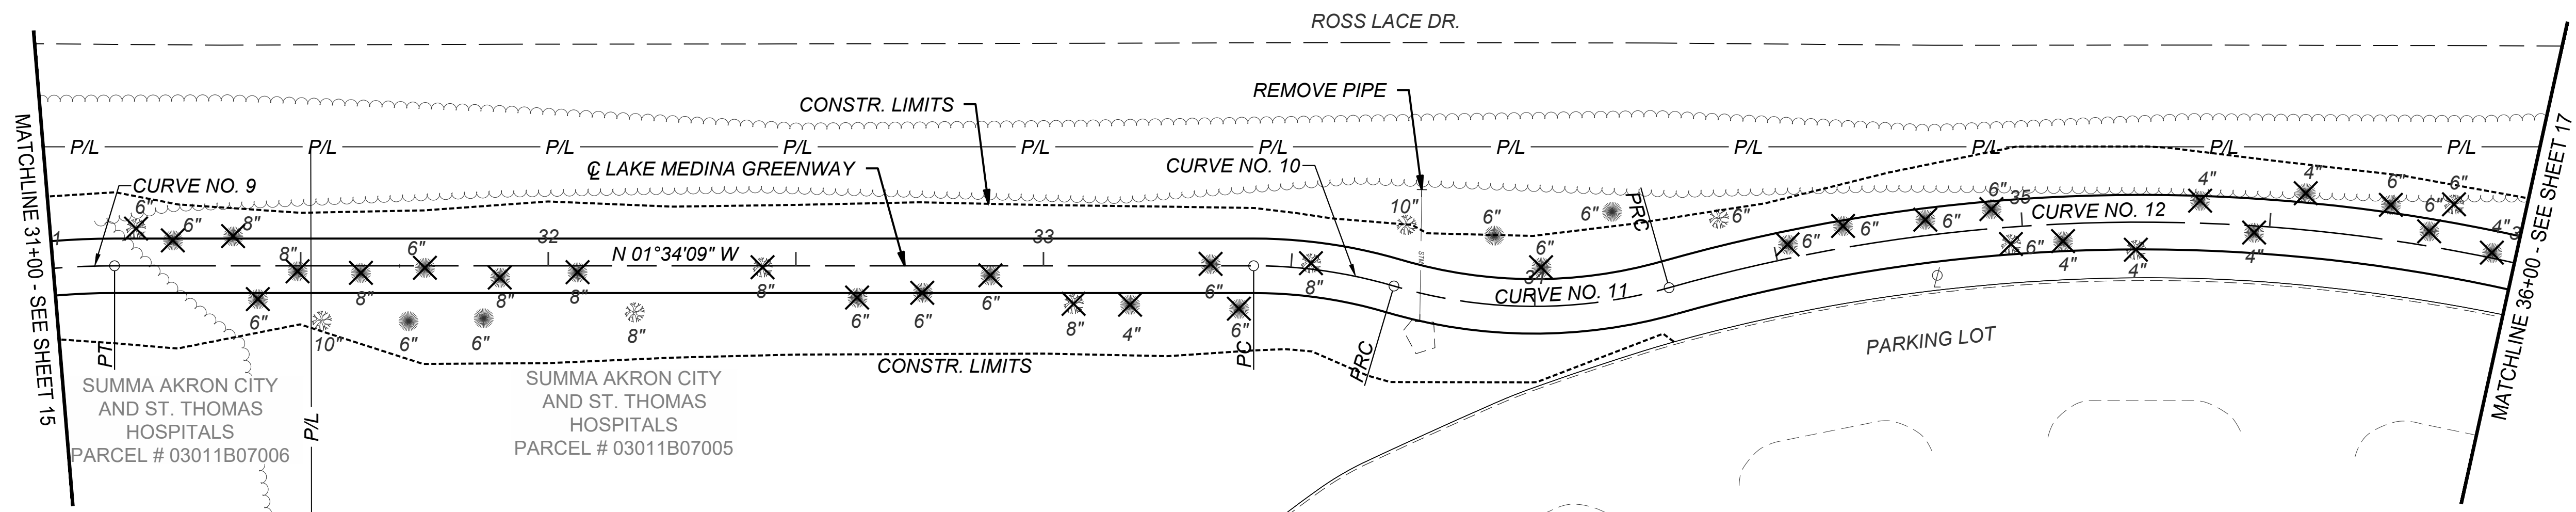 ROSS LACE DR.
CONSTR. LIMITS
REMOVE PIPE
MATCHLINE 31+00 - SEE SHEET 15
MATCHLINE 36+00 - SEE SHEET 17
P/L P/L P/L P/L P/L P/L P/L P/L P/L P/L P/L
℄ LAKE MEDINA GREENWAY
CURVE NO. 10
CURVE NO. 9
6" 6" 8"
10" 6" 6" 6"
PRC
6" 35 4" 4" 6" 6"
6" 4"
CURVE NO. 12
32 33
N 01°34'09" W
8" 6"
6" 6" 6" 6"
8" 8" 8" 8" 6" 6" 8"
34
CURVE NO. 11
4" 4" 4"
6" 6" 6" 8" 4" 6"
10" 6" 6" 8"
STM
PT
PC
PRC
PARKING LOT
CONSTR. LIMITS
P/L
SUMMA AKRON CITY
AND ST. THOMAS
HOSPITALS
PARCEL # 03011B07006
SUMMA AKRON CITY
AND ST. THOMAS
HOSPITALS
PARCEL # 03011B07005